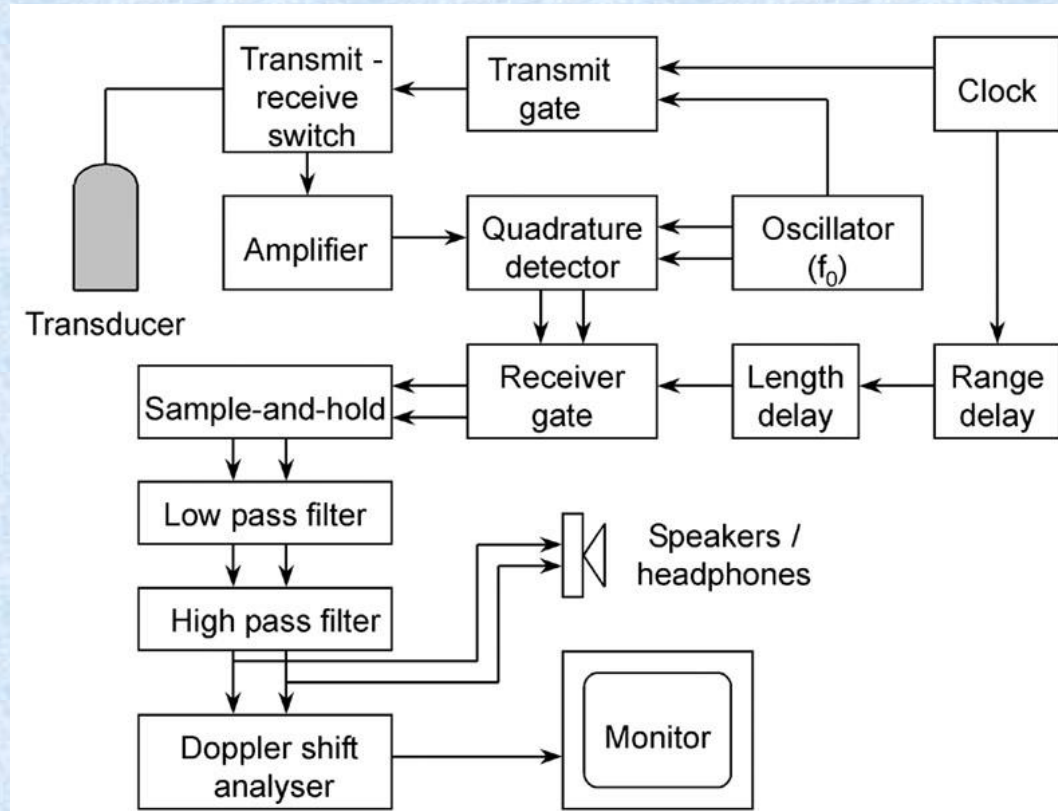 Transmit -
receive
switch
Transmit
gate
Clock
Amplifier
Quadrature
detector
Oscillator
(f₀)
Transducer
Sample-and-hold
Receiver
gate
Length
delay
Range
delay
Low pass filter
Speakers /
headphones
High pass filter
Doppler shift
analyser
Monitor